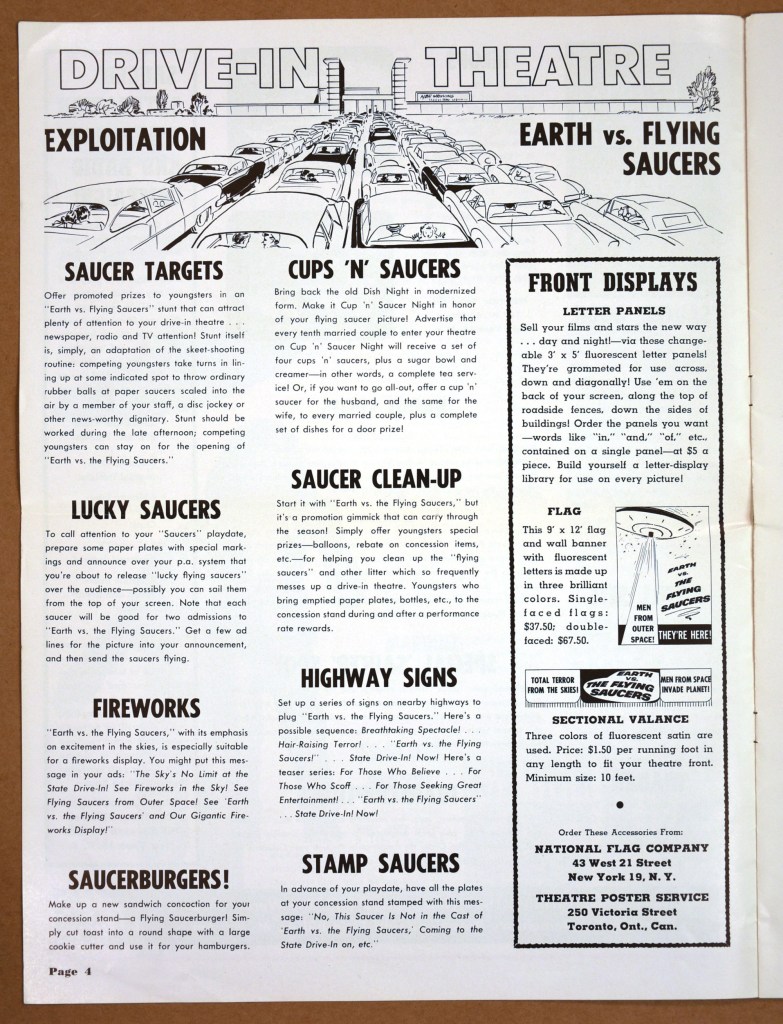 DRIVE-IN THEATRE
EXPLOITATION
EARTH vs. FLYING
SAUCERS
SAUCER TARGETS
Offer promoted prizes to youngsters in an
"Earth vs. Flying Saucers" stunt that can attract
plenty of attention to your drive-in theatre . . .
newspaper, radio and TV attention! Stunt itself
is, simply, an adaptation of the skeet-shooting
routine: competing youngsters take turns in lin-
ing up at some indicated spot to throw ordinary
rubber balls at paper saucers scaled into the
air by a member of your staff, a disc jockey or
other news-worthy dignitary. Stunt should be
worked during the late afternoon; competing
youngsters can stay on for the opening of
"Earth vs. the Flying Saucers."
LUCKY SAUCERS
To call attention to your "Saucers" playdate,
prepare some paper plates with special mark-
ings and announce over your p.a. system that
you're about to release "lucky flying saucers"
over the audience—possibly you can sail them
from the top of your screen. Note that each
saucer will be good for two admissions to
"Earth vs. the Flying Saucers." Get a few ad
lines for the picture into your announcement,
and then send the saucers flying.
FIREWORKS
"Earth vs. the Flying Saucers," with its emphasis
on excitement in the skies, is especially suitable
for a fireworks display. You might put this mes-
sage in your ads: "The Sky's No Limit at the
State Drive-In! See Fireworks in the Sky! See
Flying Saucers from Outer Space! See 'Earth
vs. the Flying Saucers' and Our Gigantic Fire-
works Display!"
SAUCERBURGERS!
Make up a new sandwich concoction for your
concession stand—a Flying Saucerburger! Sim-
ply cut toast into a round shape with a large
cookie cutter and use it for your hamburgers.
CUPS 'N' SAUCERS
Bring back the old Dish Night in modernized
form. Make it Cup 'n' Saucer Night in honor
of your flying saucer picture! Advertise that
every tenth married couple to enter your theatre
on Cup 'n' Saucer Night will receive a set of
four cups 'n' saucers, plus a sugar bowl and
creamer—in other words, a complete tea serv-
ice! Or, if you want to go all-out, offer a cup 'n'
saucer for the husband, and the same for the
wife, to every married couple, plus a complete
set of dishes for a door prize!
SAUCER CLEAN-UP
Start it with "Earth vs. the Flying Saucers," but
it's a promotion gimmick that can carry through
the season! Simply offer youngsters special
prizes—balloons, rebate on concession items,
etc.—for helping you clean up the "flying
saucers" and other litter which so frequently
messes up a drive-in theatre. Youngsters who
bring emptied paper plates, bottles, etc., to the
concession stand during and after a performance
rate rewards.
HIGHWAY SIGNS
Set up a series of signs on nearby highways to
plug "Earth vs. the Flying Saucers." Here's a
possible sequence: Breathtaking Spectacle! . . .
Hair-Raising Terror! . . . "Earth vs. the Flying
Saucers!" . . . State Drive-In! Now! Here's a
teaser series: For Those Who Believe . . . For
Those Who Scoff . . . For Those Seeking Great
Entertainment! . . . "Earth vs. the Flying Saucers"
. . . State Drive-In! Now!
STAMP SAUCERS
In advance of your playdate, have all the plates
at your concession stand stamped with this mes-
sage: "No, This Saucer Is Not in the Cast of
'Earth vs. the Flying Saucers,' Coming to the
State Drive-In on, etc."
FRONT DISPLAYS
LETTER PANELS
Sell your films and stars the new way
. . . day and night!—via those change-
able 3' x 5' fluorescent letter panels!
They're grommeted for use across,
down and diagonally! Use 'em on the
back of your screen, along the top of
roadside fences, down the sides of
buildings! Order the panels you want
—words like "in," "and," "of," etc.,
contained on a single panel—at $5 a
piece. Build yourself a letter-display
library for use on every picture!
FLAG
This 9' x 12' flag
and wall banner
with fluorescent
letters is made up
in three brilliant
colors. Single-
faced flags:
$37.50; double-
faced: $67.50.
EARTH
VS.
THE
FLYING
SAUCERS
MEN
FROM
OUTER
SPACE!
THEY'RE HERE!
TOTAL TERROR
FROM THE SKIES!
EARTH
VS.
THE FLYING
SAUCERS
MEN FROM SPACE
INVADE PLANET!
SECTIONAL VALANCE
Three colors of fluorescent satin are
used. Price: $1.50 per running foot in
any length to fit your theatre front.
Minimum size: 10 feet.
Order These Accessories From:
NATIONAL FLAG COMPANY
43 West 21 Street
New York 19, N. Y.
THEATRE POSTER SERVICE
250 Victoria Street
Toronto, Ont., Can.
Page 4